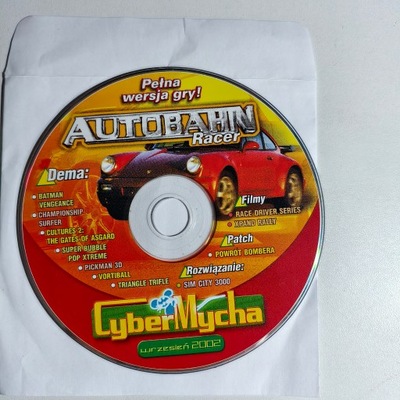 Pełna
wersja gry!
AUTOBAHN
Racer
Dema:
• BATMAN
VENGEANCE
• CHAMPIONSHIP
SURFER
• CULTURES 2:
THE GATES OF ASGARD
• SUPER BUBBLE
POP XTREME
• PICKMAN 3D
• VORTIBALL
• TRIANGLE TRIFLE
Filmy
• RACE DRIVER SERIES
• XPAND RALLY
Patch
• POWRÓT BOMBERA
Rozwiązanie:
• SIM CITY 3000
CyberMycha
wrzesień 2002